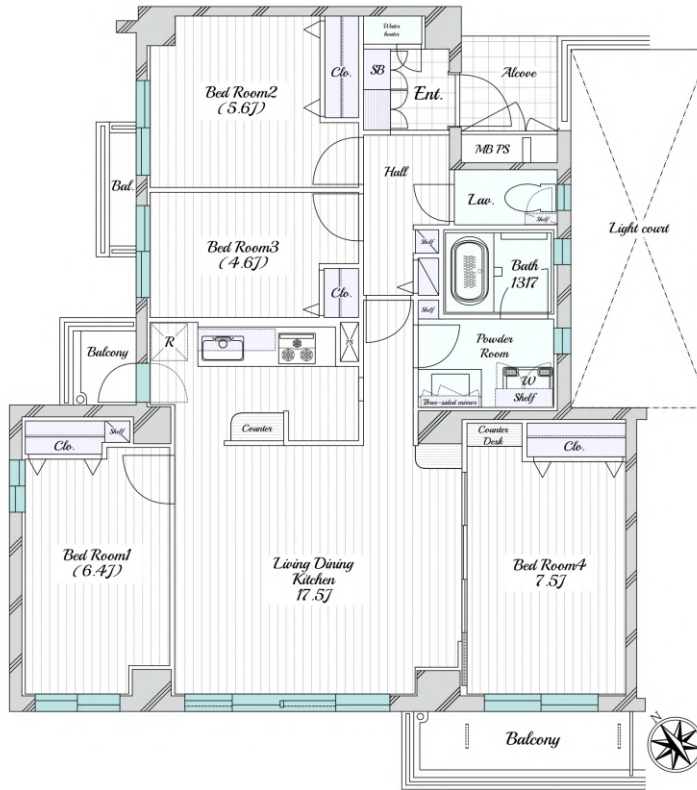 Water
heater
Bed Room2
(5.6J)
Clo.
SB
Ent.
Alcove
MB PS
Hall
Lav.
Shelf
Bal.
Bed Room3
(4.6J)
Clo.
Shelf
Bath
1317
Light court
Shelf
Balcony
R
PS
Powder
Room
W
Three-sided mirror
Shelf
Counter
Counter
Desk
Clo.
Shelf
Clo.
Bed Room1
(6.4J)
Living Dining
Kitchen
17.5J
Bed Room4
7.5J
Balcony
N